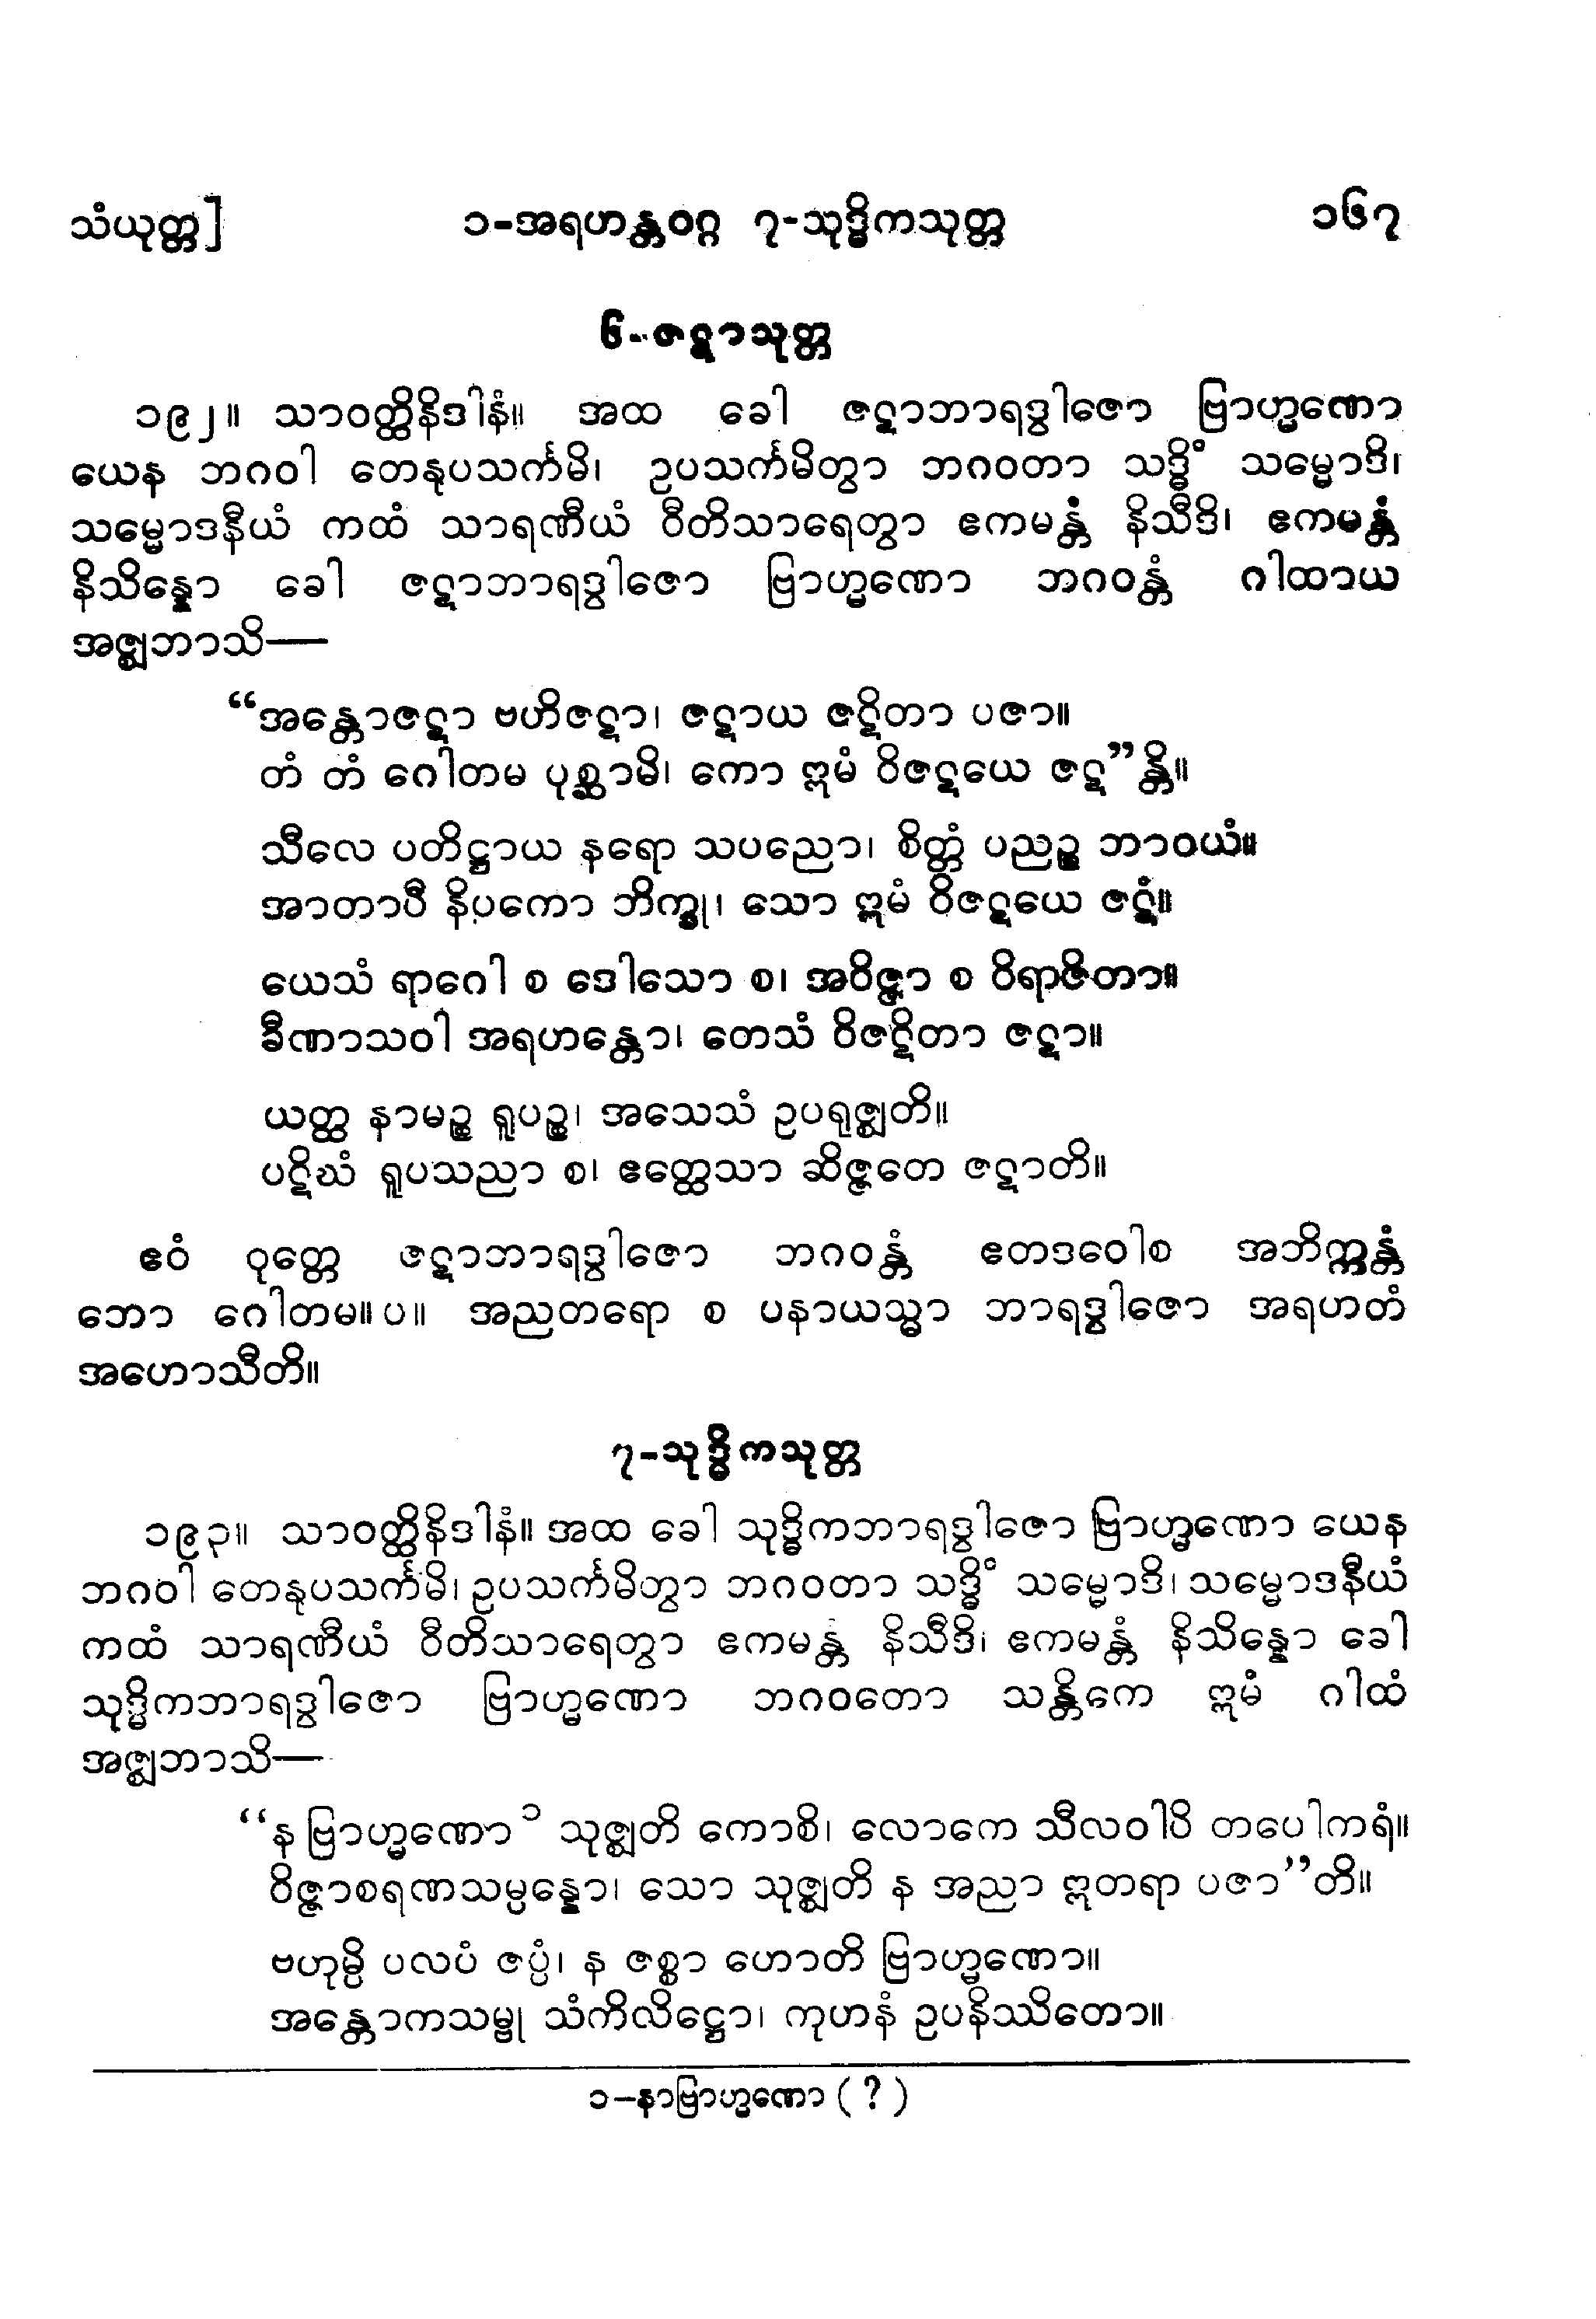 သံယုတ္တ] ၁-အရဟန္တဝဂ္ဂ ၇-သုဒ္ဓိကသုတ္တ ၁၆၇
၆-ဇဋာသုတ္တ
၁၉၂။ သာဝတ္ထိနိဒါနံ။ အထ ခေါ ဇဋာဘာရဒွါဇော ဗြာဟ္မဏော
ယေန ဘဂဝါ တေနုပသင်္ကမိ၊ ဥပသင်္ကမိတွာ ဘဂဝတာ သဒ္ဓိံ သမ္မောဒိ၊
သမ္မောဒနီယံ ကထံ သာရဏီယံ ဝီတိသာရေတွာ ဧကမန္တံ နိသီဒိ၊ ဧကမန္တံ
နိသိန္နော ခေါ ဇဋာဘာရဒွါဇော ဗြာဟ္မဏော ဘဂဝန္တံ ဂါထာယ
အဇ္ဈဘာသိ—
“အန္တောဇဋာ ဗဟိဇဋာ၊ ဇဋာယ ဇဋိတာ ပဇာ။
တံ တံ ဂေါတမ ပုစ္ဆာမိ၊ ကော ဣမံ ဝိဇဋယေ ဇဋ”န္တိ။
သီလေ ပတိဋ္ဌာယ နရော သပညော၊ စိတ္တံ ပညဉ္စ ဘာဝယံ။
အာတာပီ နိပကော ဘိက္ခု၊ သော ဣမံ ဝိဇဋယေ ဇဋံ။
ယေသံ ရာဂေါ စ ဒေါသော စ၊ အဝိဇ္ဇာ စ ဝိရာဇိတာ။
ခီဏာသဝါ အရဟန္တော၊ တေသံ ဝိဇဋိတာ ဇဋာ။
ယတ္ထ နာမဉ္စ ရူပဉ္စ၊ အသေသံ ဥပရုဇ္ဈတိ။
ပဋိဃံ ရူပသညာ စ၊ ဧတ္ထေသာ ဆိဇ္ဇတေ ဇဋာတိ။
ဧဝံ ဝုတ္တေ ဇဋာဘာရဒွါဇော ဘဂဝန္တံ ဧတဒဝေါစ အဘိက္ကန္တံ
ဘော ဂေါတမ။ပ။ အညတရော စ ပနာယသ္မာ ဘာရဒွါဇော အရဟတံ
အဟောသီတိ။
၇-သုဒ္ဓိကသုတ္တ
၁၉၃။ သာဝတ္ထိနိဒါနံ။ အထ ခေါ သုဒ္ဓိကဘာရဒွါဇော ဗြာဟ္မဏော ယေန
ဘဂဝါ တေနုပသင်္ကမိ၊ ဥပသင်္ကမိတွာ ဘဂဝတာ သဒ္ဓိံ သမ္မောဒိ၊ သမ္မောဒနီယံ
ကထံ သာရဏီယံ ဝီတိသာရေတွာ ဧကမန္တံ နိသီဒိ၊ ဧကမန္တံ နိသိန္နော ခေါ
သုဒ္ဓိကဘာရဒွါဇော ဗြာဟ္မဏော ဘဂဝတော သန္တိကေ ဣမံ ဂါထံ
အဇ္ဈဘာသိ—
“န ဗြာဟ္မဏော ၁ သုဇ္ဈတိ ကောစိ၊ လောကေ သီလဝါပိ တပေါကရံ။
ဝိဇ္ဇာစရဏသမ္ပန္နော၊ သော သုဇ္ဈတိ န အညာ ဣတရာ ပဇာ”တိ။
ဗဟုမ္ပိ ပလပံ ဇပ္ပံ၊ န ဇစ္စာ ဟောတိ ဗြာဟ္မဏော။
အန္တောကသမ္ဗု သံကိလိဋ္ဌော၊ ကုဟနံ ဥပနိဿိတော။
၁—နာဗြာဟ္မဏော (?)